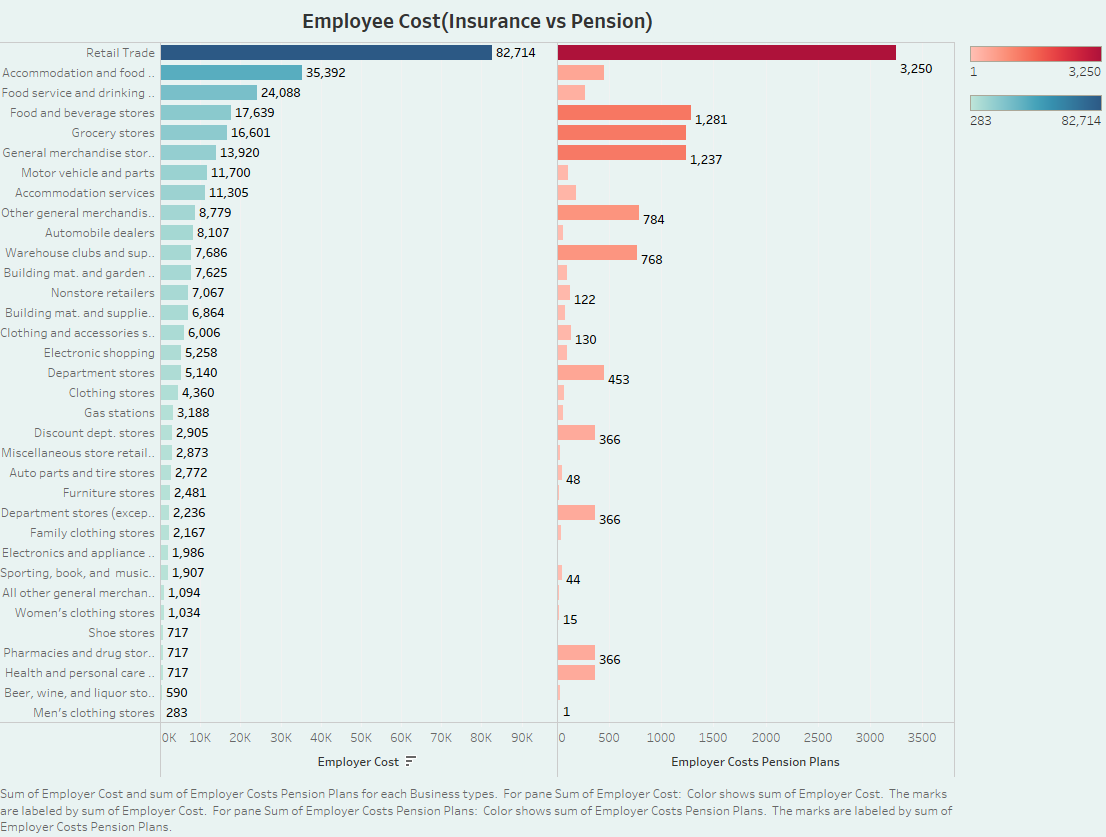 Employee Cost(Insurance vs Pension)
Retail Trade 82,714 3,250
Accommodation and food .. 35,392
Food service and drinking .. 24,088
Food and beverage stores 17,639 1,281
Grocery stores 16,601
General merchandise stor.. 13,920 1,237
Motor vehicle and parts 11,700
Accommodation services 11,305
Other general merchandis.. 8,779 784
Automobile dealers 8,107
Warehouse clubs and sup.. 7,686 768
Building mat. and garden .. 7,625
Nonstore retailers 7,067 122
Building mat. and supplie.. 6,864
Clothing and accessories s.. 6,006 130
Electronic shopping 5,258
Department stores 5,140 453
Clothing stores 4,360
Gas stations 3,188
Discount dept. stores 2,905 366
Miscellaneous store retail.. 2,873
Auto parts and tire stores 2,772 48
Furniture stores 2,481
Department stores (excep.. 2,236 366
Family clothing stores 2,167
Electronics and appliance .. 1,986
Sporting, book, and music.. 1,907 44
All other general merchan.. 1,094
Women's clothing stores 1,034 15
Shoe stores 717
Pharmacies and drug stor.. 717 366
Health and personal care .. 717
Beer, wine, and liquor sto.. 590
Men's clothing stores 283 1
0K 10K 20K 30K 40K 50K 60K 70K 80K 90K 0 500 1000 1500 2000 2500 3000 3500
Employer Cost Employer Costs Pension Plans
1 3,250
283 82,714
Sum of Employer Cost and sum of Employer Costs Pension Plans for each Business types. For pane Sum of Employer Cost: Color shows sum of Employer Cost. The marks
are labeled by sum of Employer Cost. For pane Sum of Employer Costs Pension Plans: Color shows sum of Employer Costs Pension Plans. The marks are labeled by sum of
Employer Costs Pension Plans.